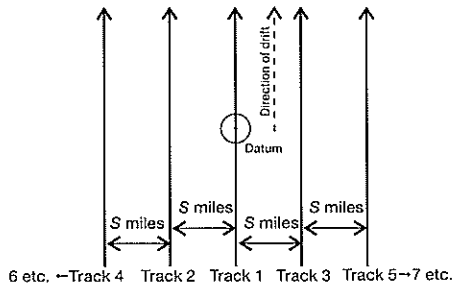 Direction of drift
Datum
S miles
S miles
S miles
S miles
6 etc. ←Track 4 Track 2 Track 1 Track 3 Track 5→7 etc.